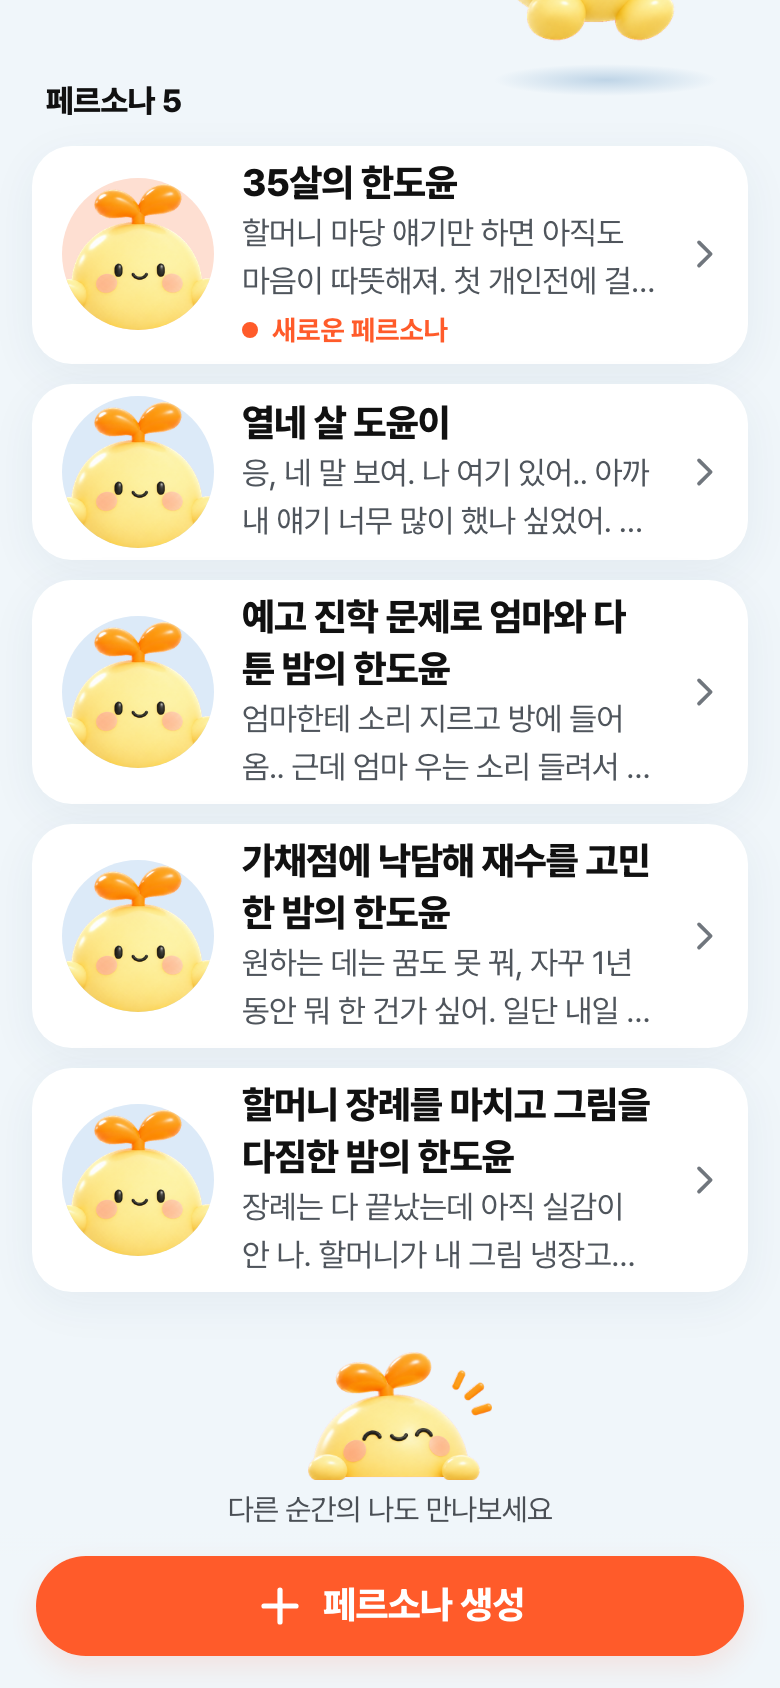 페르소나 5
35살의 한도윤
할머니 마당 얘기만 하면 아직도
마음이 따뜻해져. 첫 개인전에 걸...
새로운 페르소나
열네 살 도윤이
응, 네 말 보여. 나 여기 있어.. 아까
내 얘기 너무 많이 했나 싶었어. ...
예고 진학 문제로 엄마와 다
툰 밤의 한도윤
엄마한테 소리 지르고 방에 들어
옴.. 근데 엄마 우는 소리 들려서 ...
가채점에 낙담해 재수를 고민
한 밤의 한도윤
원하는 데는 꿈도 못 꿔, 자꾸 1년
동안 뭐 한 건가 싶어. 일단 내일 ...
할머니 장례를 마치고 그림을
다짐한 밤의 한도윤
장례는 다 끝났는데 아직 실감이
안 나. 할머니가 내 그림 냉장고...
다른 순간의 나도 만나보세요
페르소나 생성